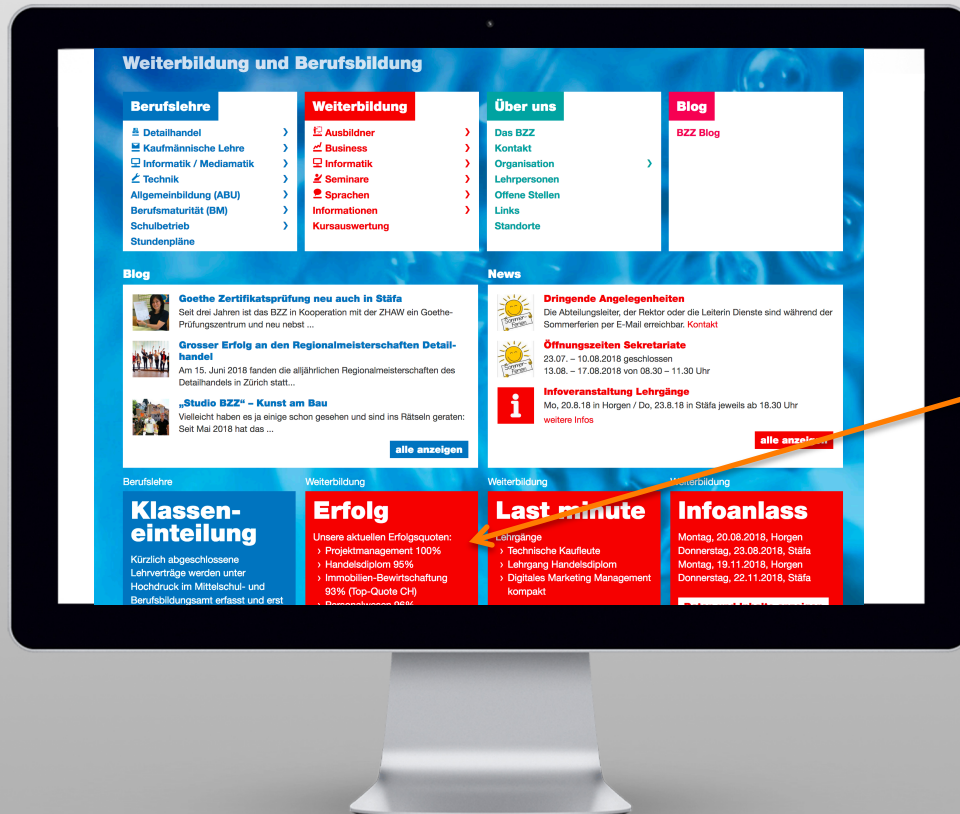 Weiterbildung und Berufsbildung
Berufslehre
Detailhandel
Kaufmännische Lehre
Informatik / Mediamatik
Technik
Allgemeinbildung (ABU)
Berufsmaturität (BM)
Schulbetrieb
Stundenpläne
Weiterbildung
Ausbildner
Business
Informatik
Seminare
Sprachen
Informationen
Kursauswertung
Über uns
Das BZZ
Kontakt
Organisation
Lehrpersonen
Offene Stellen
Links
Standorte
Blog
BZZ Blog
Blog
Goethe Zertifikatsprüfung neu auch in Stäfa
Seit drei Jahren ist das BZZ in Kooperation mit der ZHAW ein Goethe-
Prüfungszentrum und neu nebst ...
Grosser Erfolg an den Regionalmeisterschaften Detail-
handel
Am 15. Juni 2018 fanden die alljährlichen Regionalmeisterschaften des
Detailhandels in Zürich statt...
„Studio BZZ“ – Kunst am Bau
Vielleicht haben es ja einige schon gesehen und sind ins Rätseln geraten:
Seit Mai 2018 hat das ...
alle anzeigen
News
Sommer-
Ferien
Dringende Angelegenheiten
Die Abteilungsleiter, der Rektor oder die Leiterin Dienste sind während der
Sommerferien per E-Mail erreichbar. Kontakt
Sommer-
Ferien
Öffnungszeiten Sekretariate
23.07. – 10.08.2018 geschlossen
13.08. – 17.08.2018 von 08.30 – 11.30 Uhr
Infoveranstaltung Lehrgänge
Mo, 20.8.18 in Horgen / Do, 23.8.18 in Stäfa jeweils ab 18.30 Uhr
weitere Infos
alle anzeigen
Berufslehre
Klassen-
einteilung
Kürzlich abgeschlossene
Lehrverträge werden unter
Hochdruck im Mittelschul- und
Berufsbildungsamt erfasst und erst
Weiterbildung
Erfolg
Unsere aktuellen Erfolgsquoten:
› Projektmanagement 100%
› Handelsdiplom 95%
› Immobilien-Bewirtschaftung
93% (Top-Quote CH)
› Personalwesen 96%
Weiterbildung
Last minute
Lehrgänge
› Technische Kaufleute
› Lehrgang Handelsdiplom
› Digitales Marketing Management
kompakt
Weiterbildung
Infoanlass
Montag, 20.08.2018, Horgen
Donnerstag, 23.08.2018, Stäfa
Montag, 19.11.2018, Horgen
Donnerstag, 22.11.2018, Stäfa